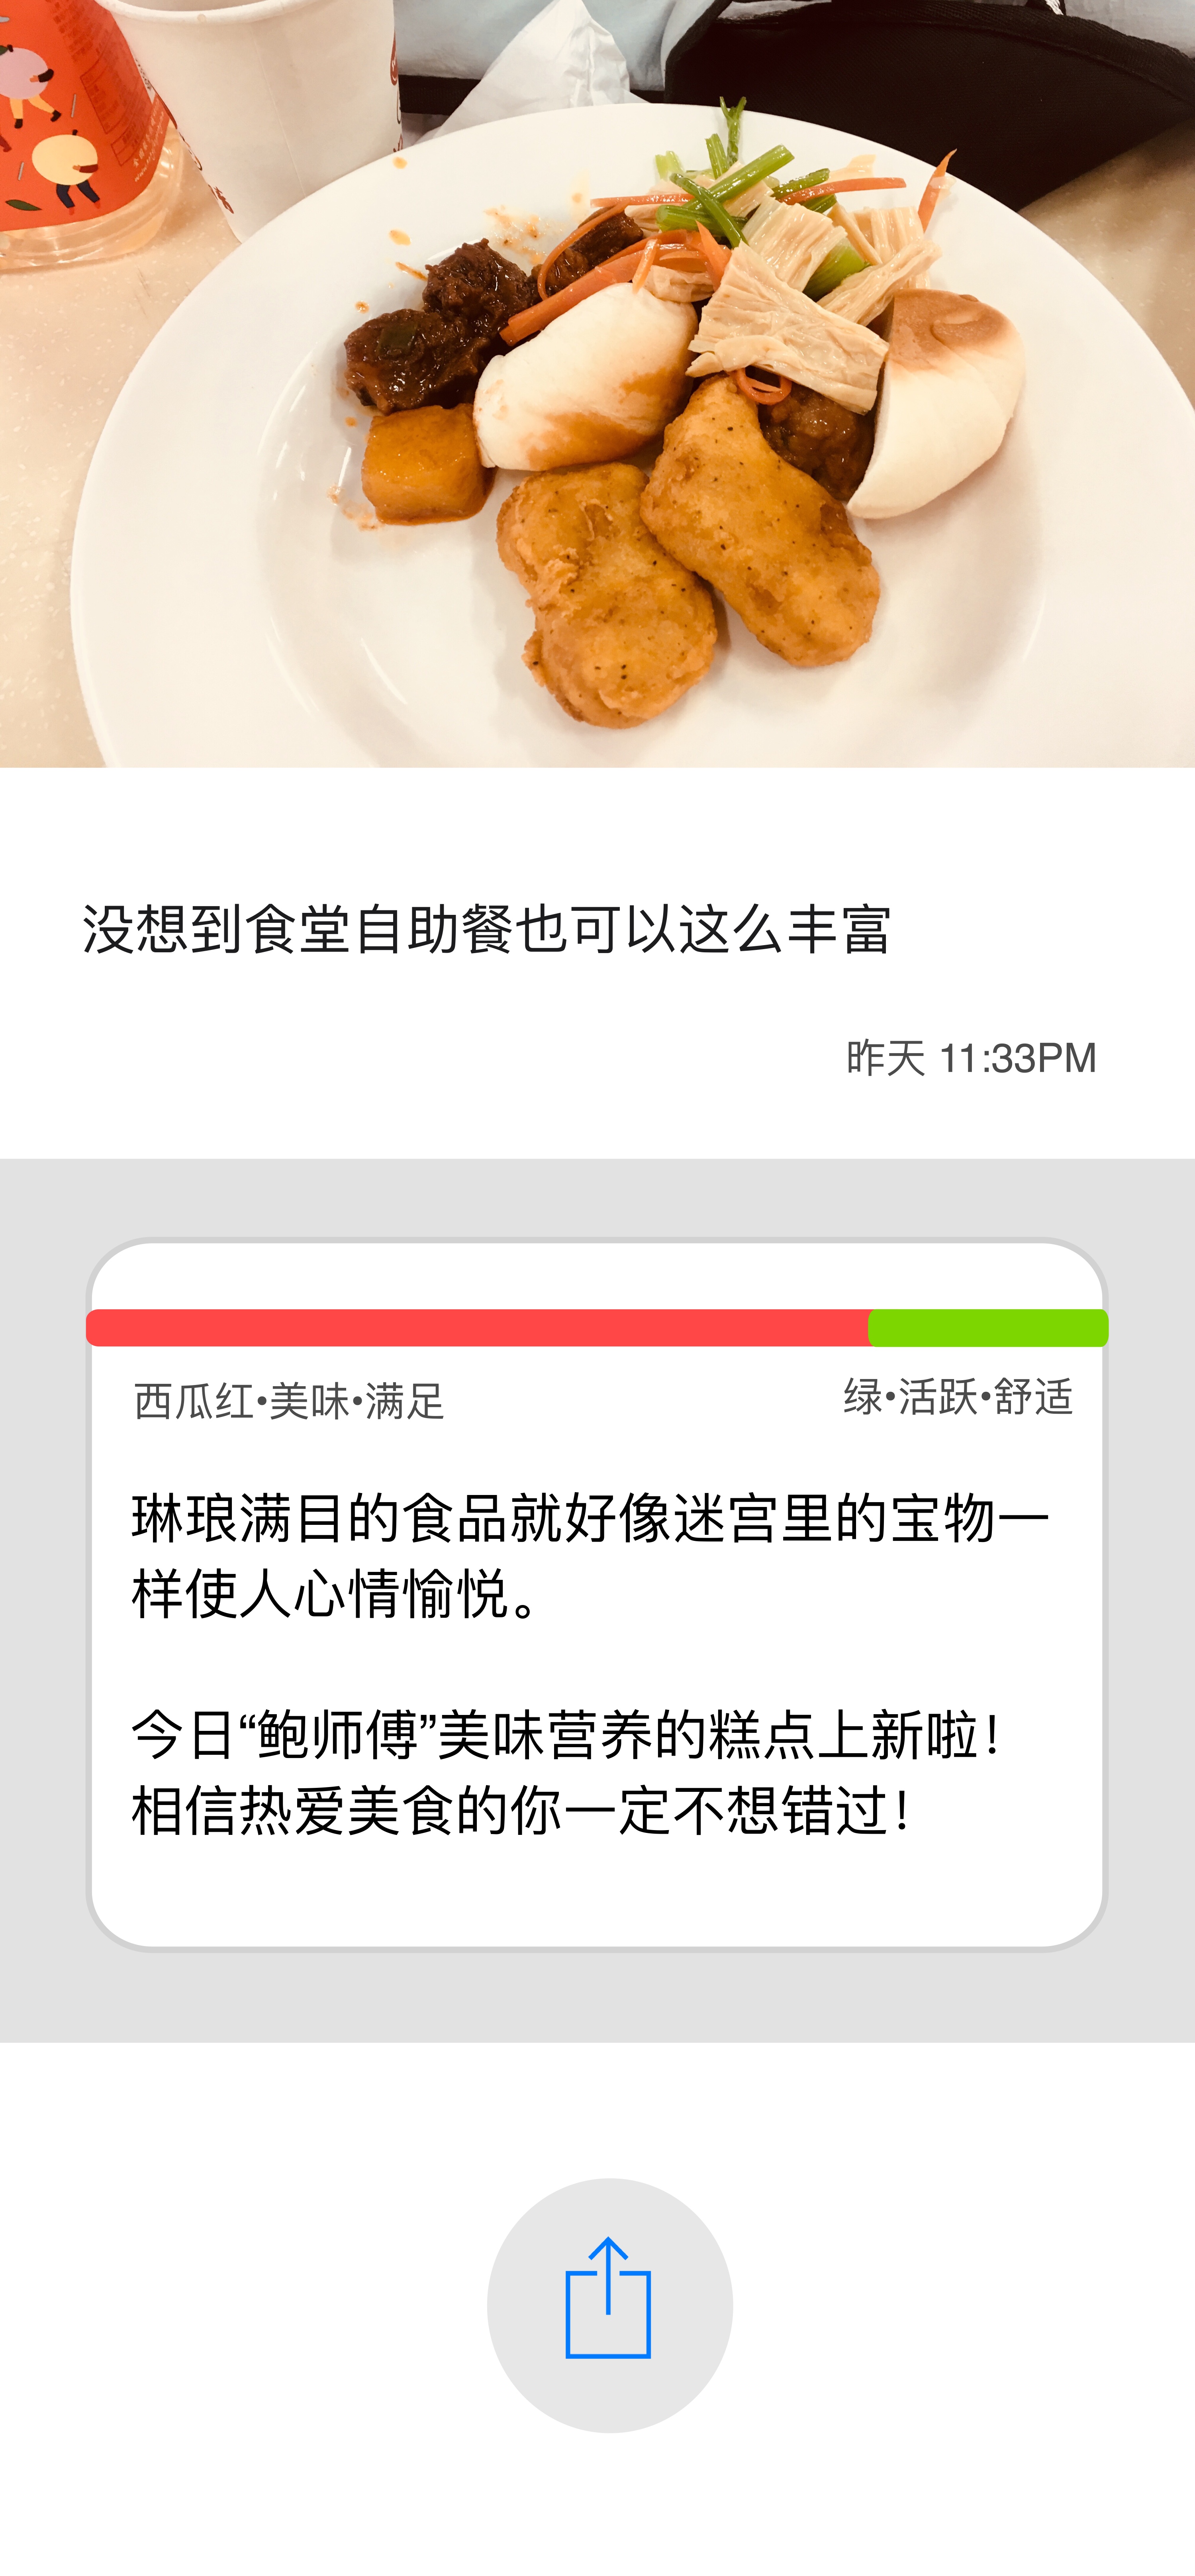 没想到食堂自助餐也可以这么丰富
昨天 11:33PM
西瓜红•美味•满足
绿•活跃•舒适
琳琅满目的食品就好像迷宫里的宝物一
样使人心情愉悦。
今日“鲍师傅”美味营养的糕点上新啦！
相信热爱美食的你一定不想错过！